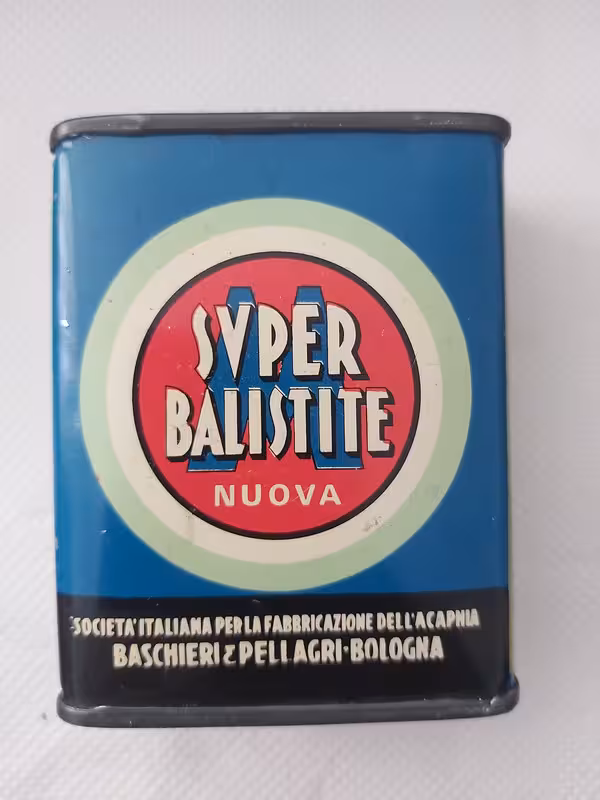 SVPER
BALISTITE
NUOVA
SOCIETA' ITALIANA PER LA FABBRICAZIONE DELL'ACAPNIA
BASCHIERI & PELLAGRI · BOLOGNA